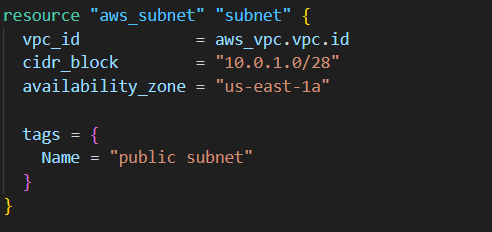 resource "aws_subnet" "subnet" {
  vpc_id            = aws_vpc.vpc.id
  cidr_block        = "10.0.1.0/28"
  availability_zone = "us-east-1a"

  tags = {
    Name = "public subnet"
  }
}